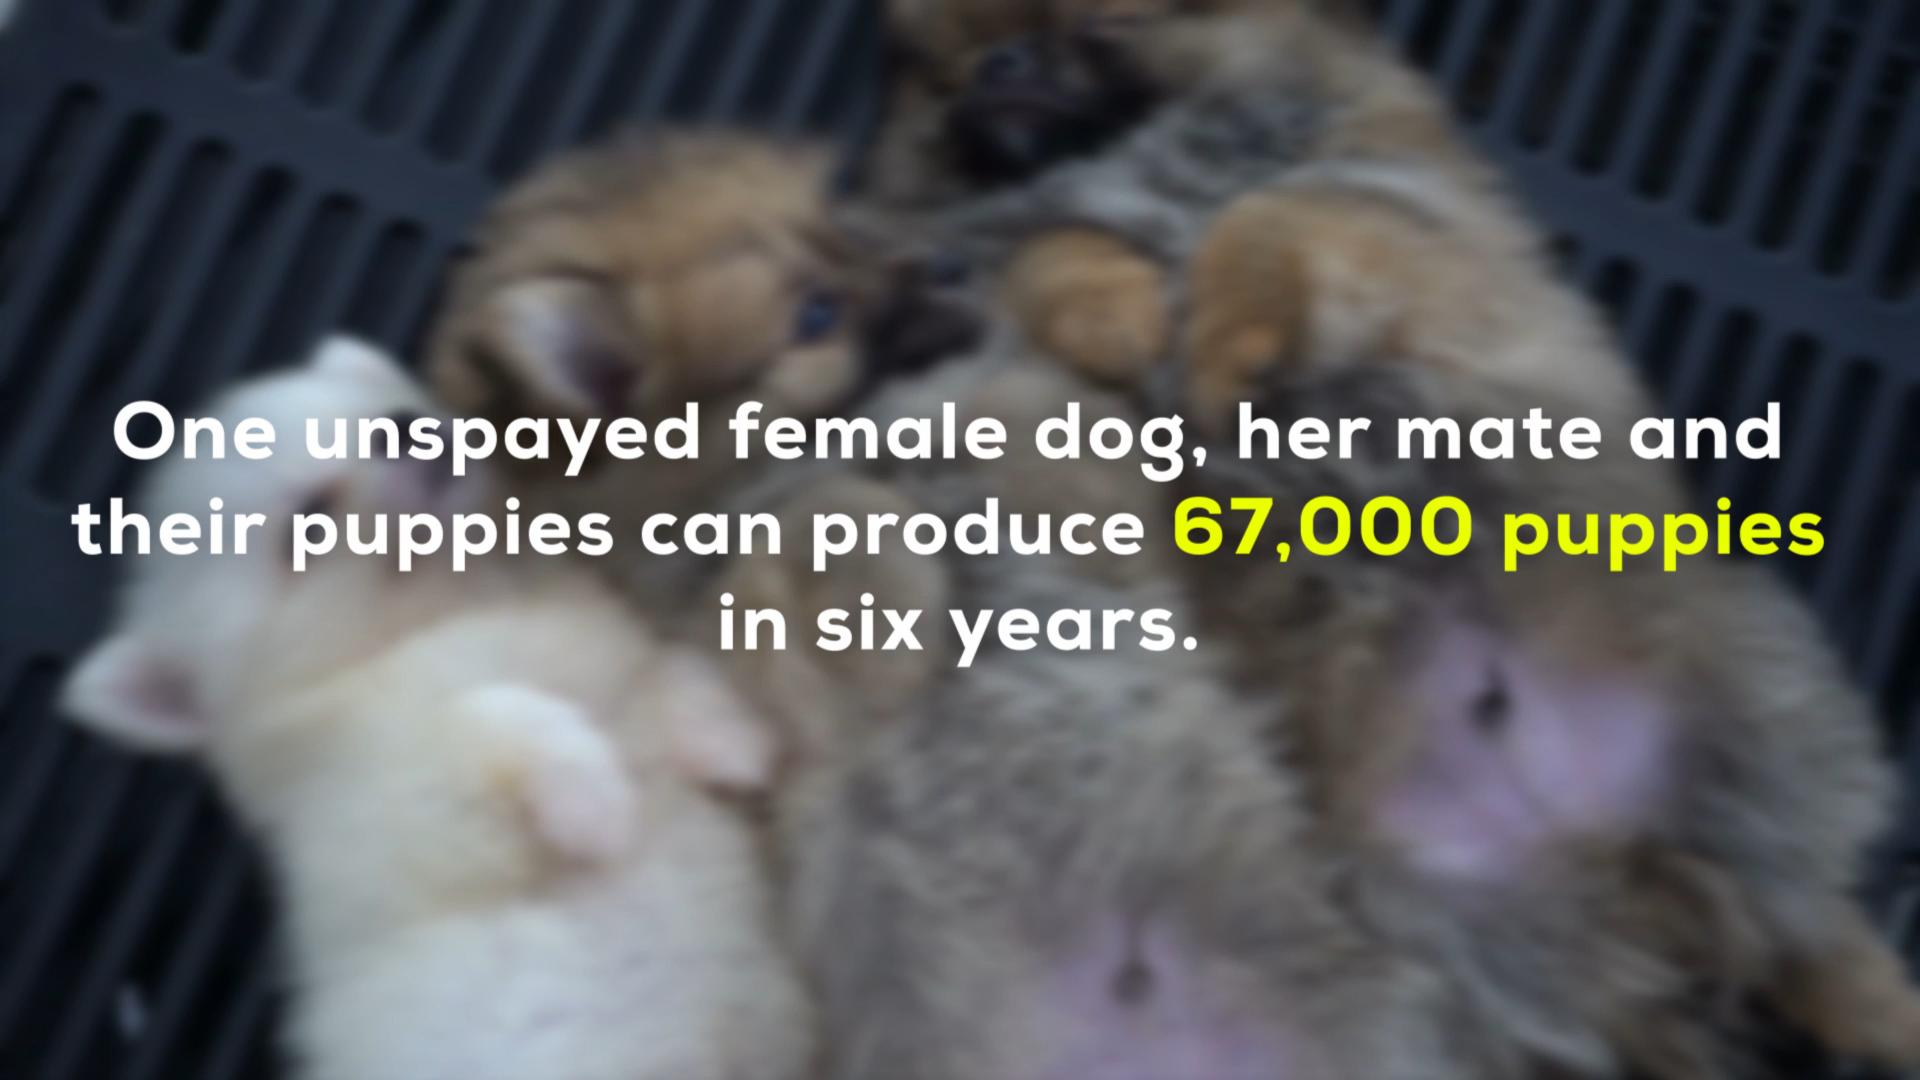 One unspayed female dog, her mate and
their puppies can produce 67,000 puppies
in six years.